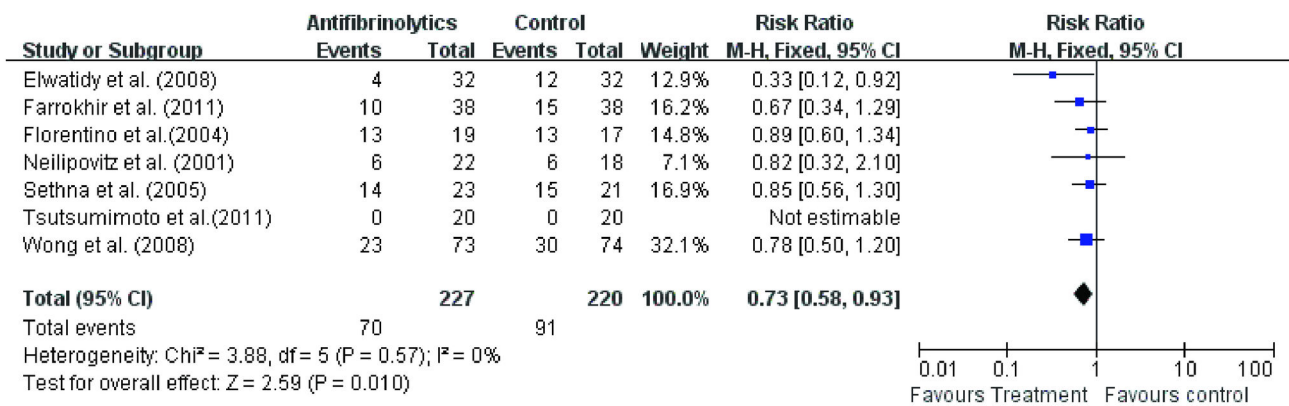 Antifibrinolytics Control Risk Ratio Risk Ratio
Study or Subgroup Events Total Events Total Weight M-H, Fixed, 95% CI M-H, Fixed, 95% CI
Elwatidy et al. (2008) 4 32 12 32 12.9% 0.33 [0.12, 0.92]
Farrokhir et al. (2011) 10 38 15 38 16.2% 0.67 [0.34, 1.29]
Florentino et al.(2004) 13 19 13 17 14.8% 0.89 [0.60, 1.34]
Neilipovitz et al. (2001) 6 22 6 18 7.1% 0.82 [0.32, 2.10]
Sethna et al. (2005) 14 23 15 21 16.9% 0.85 [0.56, 1.30]
Tsutsumimoto et al.(2011) 0 20 0 20 Not estimable
Wong et al. (2008) 23 73 30 74 32.1% 0.78 [0.50, 1.20]
Total (95% CI) 227 220 100.0% 0.73 [0.58, 0.93]
Total events 70 91
Heterogeneity: Chi² = 3.88, df = 5 (P = 0.57); I² = 0%
Test for overall effect: Z = 2.59 (P = 0.010)
0.01 0.1 1 10 100
Favours Treatment Favours control